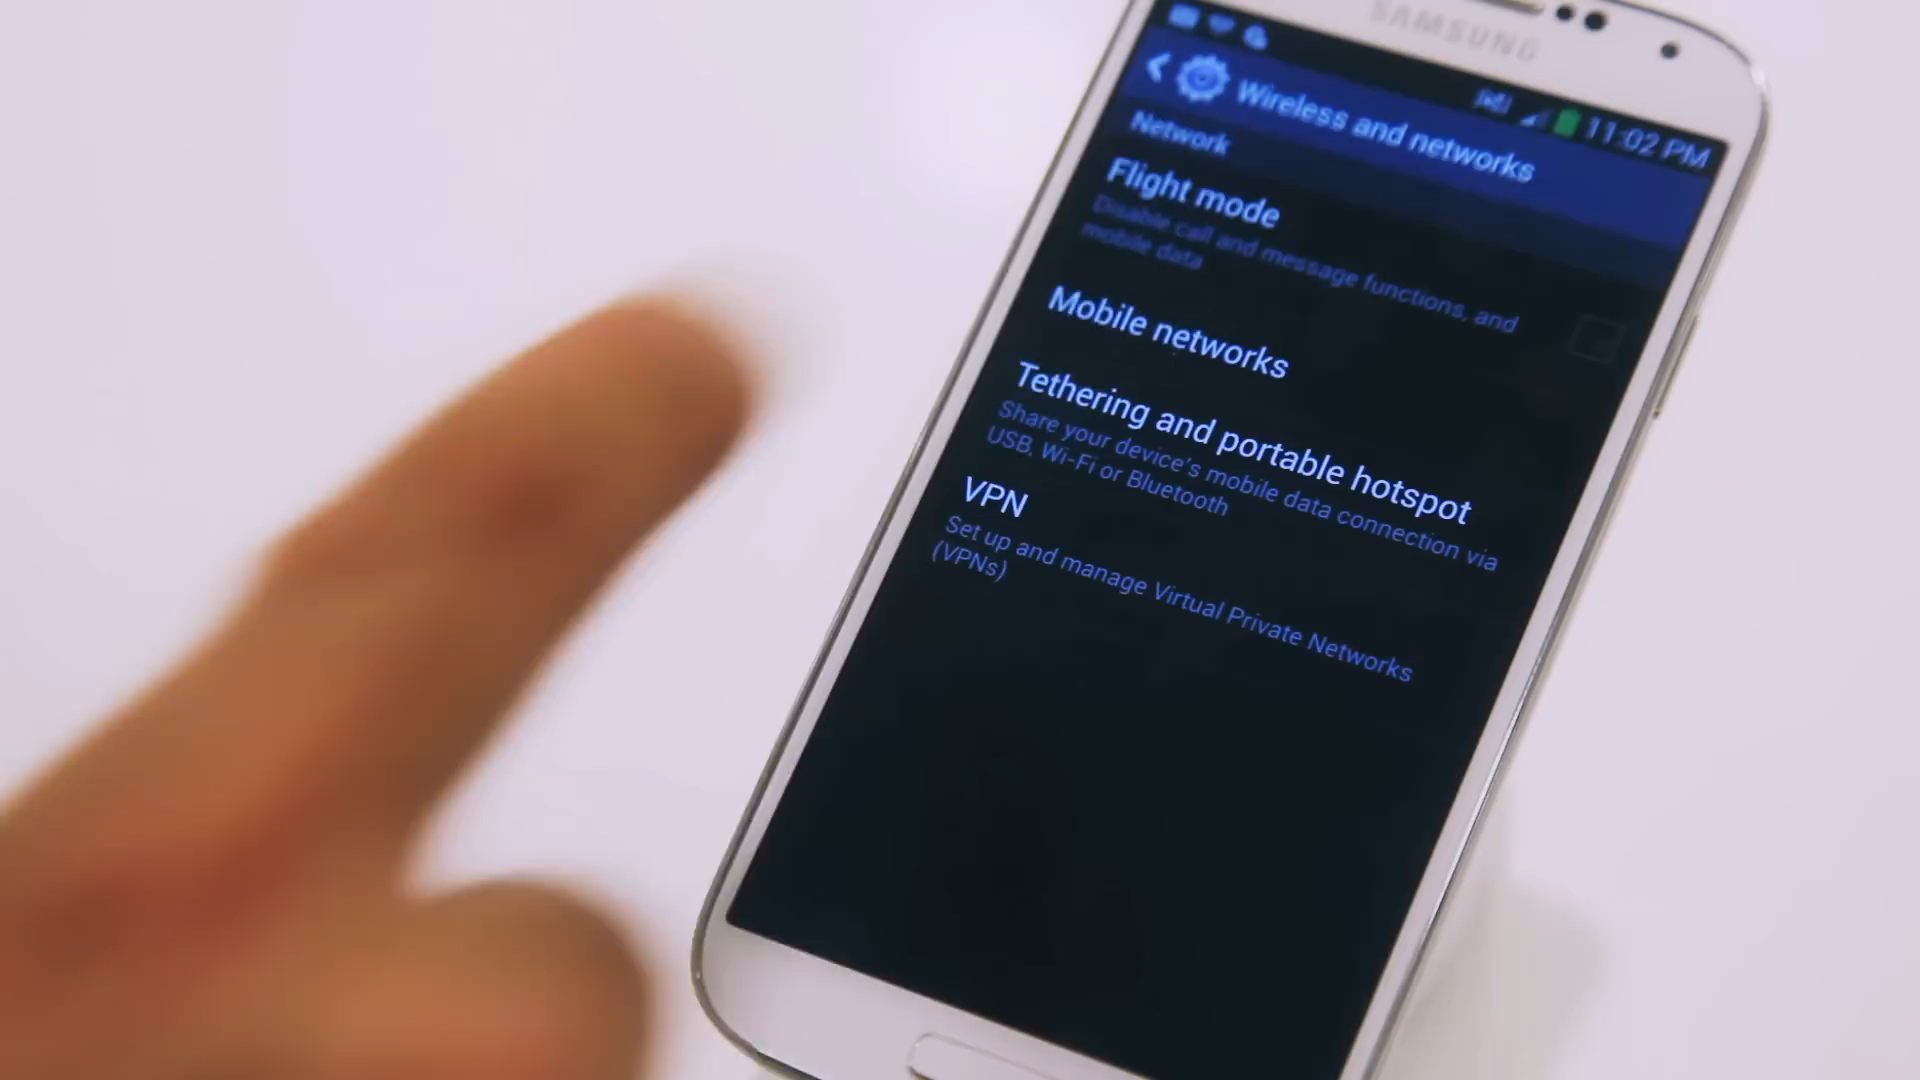 SAMSUNG
11:02 PM
Wireless and networks
Network
Flight mode
Disable call and message functions, and
mobile data
Mobile networks
Tethering and portable hotspot
Share your device's mobile data connection via
USB, Wi-Fi or Bluetooth
VPN
Set up and manage Virtual Private Networks
(VPNs)